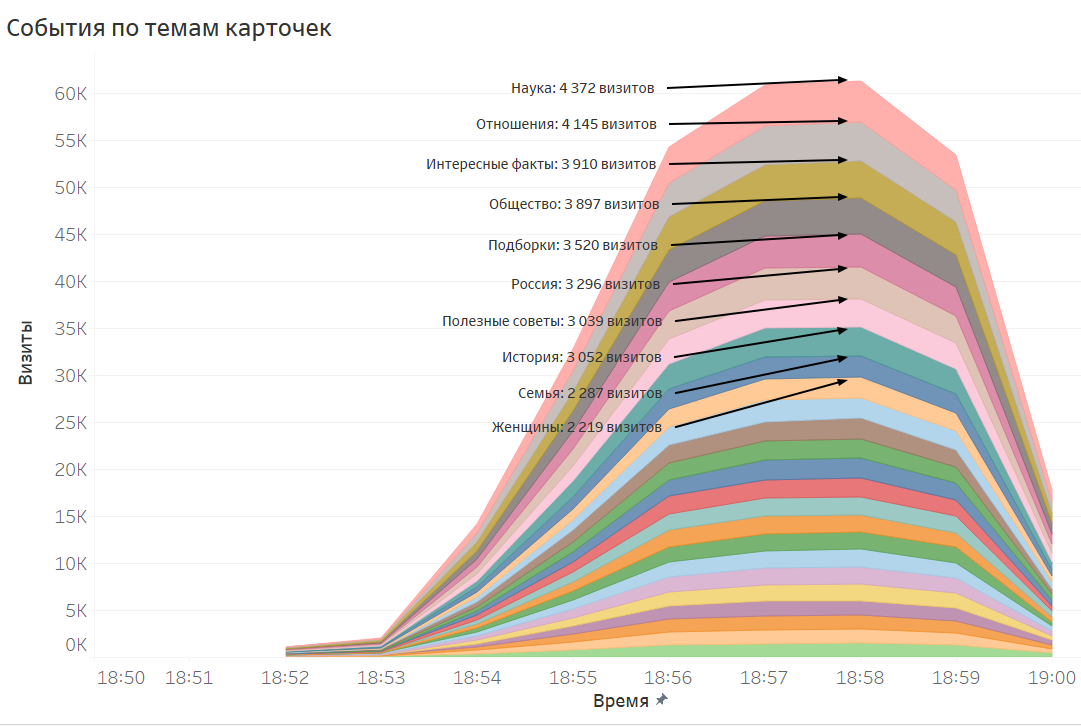 События по темам карточек
60K
55K
50K
45K
40K
35K
30K
25K
20K
15K
10K
5K
0K
Визиты
Наука: 4 372 визитов
Отношения: 4 145 визитов
Интересные факты: 3 910 визитов
Общество: 3 897 визитов
Подборки: 3 520 визитов
Россия: 3 296 визитов
Полезные советы: 3 039 визитов
История: 3 052 визитов
Семья: 2 287 визитов
Женщины: 2 219 визитов
18:50 18:51 18:52 18:53 18:54 18:55 18:56 18:57 18:58 18:59 19:00
Время